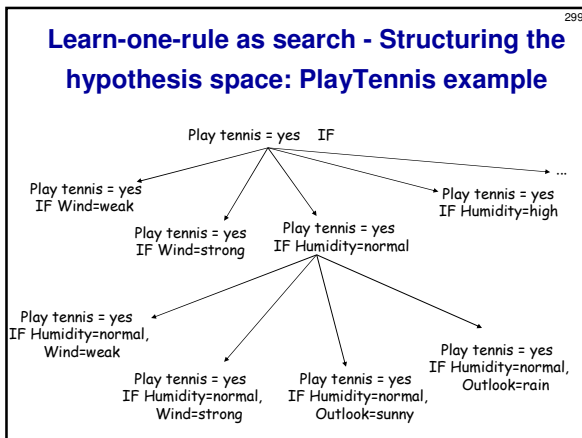 299
Learn-one-rule as search - Structuring the
hypothesis space: PlayTennis example
Play tennis = yes IF
...
Play tennis = yes
IF Wind=weak
Play tennis = yes
IF Wind=strong
Play tennis = yes
IF Humidity=normal
Play tennis = yes
IF Humidity=high
Play tennis = yes
IF Humidity=normal,
Wind=weak
Play tennis = yes
IF Humidity=normal,
Wind=strong
Play tennis = yes
IF Humidity=normal,
Outlook=sunny
Play tennis = yes
IF Humidity=normal,
Outlook=rain